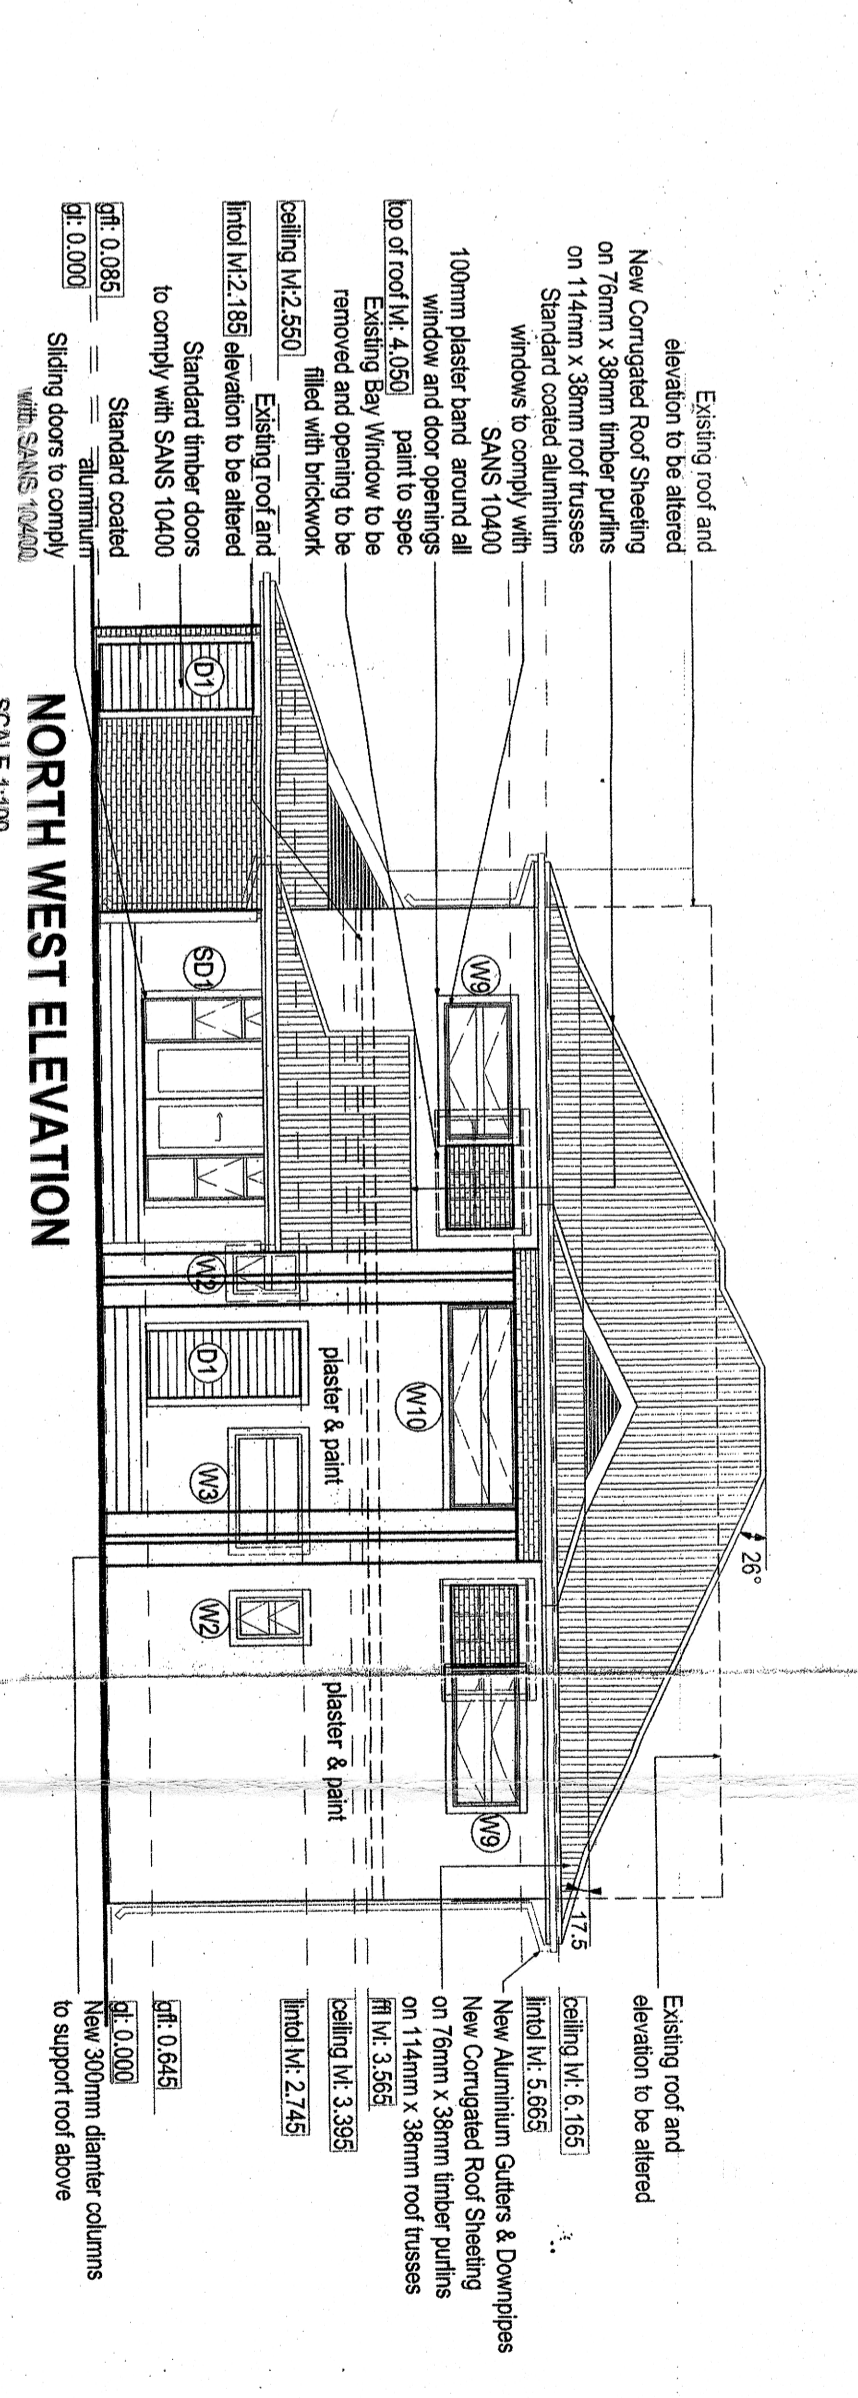 Existing roof and
elevation to be altered
New Corrugated Roof Sheeting
on 76mm x 38mm timber purlins
on 114mm x 38mm roof trusses
Standard coated aluminium
windows to comply with
SANS 10400
100mm plaster band around all
window and door openings
paint to spec
top of roof lvl: 4.050
Existing Bay Window to be
removed and opening to be
filled with brickwork
ceiling lvl:2.550
Existing roof and
elevation to be altered
lintol lvl:2.185
Standard timber doors
to comply with SANS 10400
gfl: 0.085
Standard coated
aluminium
gl: 0.000
Sliding doors to comply
with SANS 10400
D1
SD1
W9
W2
D1
W10
plaster & paint
W3
W2
plaster & paint
W9
26°
17.5
Existing roof and
elevation to be altered
ceiling lvl: 6.165
lintol lvl: 5.665
New Aluminium Gutters & Downpipes
New Corrugated Roof Sheeting
on 76mm x 38mm timber purlins
on 114mm x 38mm roof trusses
ffl lvl: 3.565
ceiling lvl: 3.395
lintol lvl: 2.745
gfl: 0.645
gl: 0.000
New 300mm diamter columns
to support roof above
NORTH WEST ELEVATION
SCALE 1:100